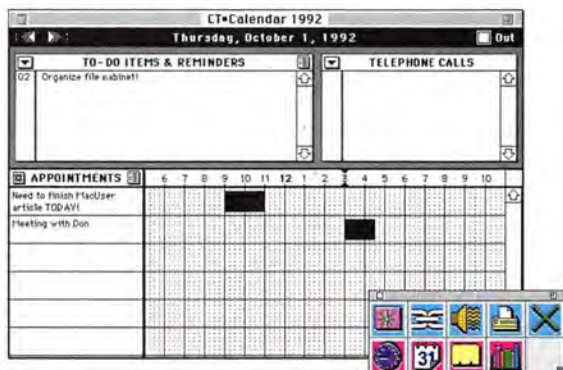 CT•Calendar 1992
Thursday, October 1, 1992
Out
TO-DO ITEMS & REMINDERS
TELEPHONE CALLS
02 Organize file cabinet!
APPOINTMENTS
6 7 8 9 10 11 12 1 2 3 4 5 6 7 8 9 10
Need to finish MacUser
article TODAY!
Meeting with Don
31